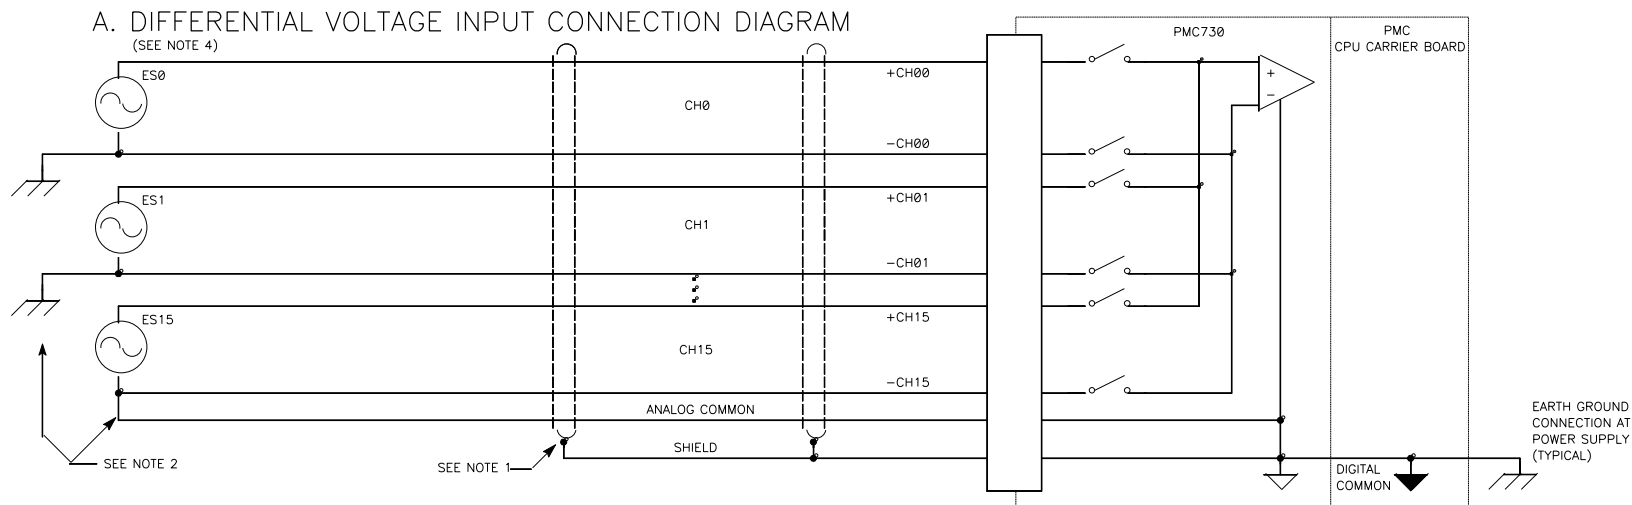 A. DIFFERENTIAL VOLTAGE INPUT CONNECTION DIAGRAM
(SEE NOTE 4)
PMC730
PMC
CPU CARRIER BOARD
ES0
+CH00
+
CH0
−
−CH00
ES1
+CH01
CH1
−CH01
ES15
+CH15
CH15
−CH15
ANALOG COMMON
SHIELD
SEE NOTE 2
SEE NOTE 1
DIGITAL
COMMON
EARTH GROUND
CONNECTION AT
POWER SUPPLY
(TYPICAL)